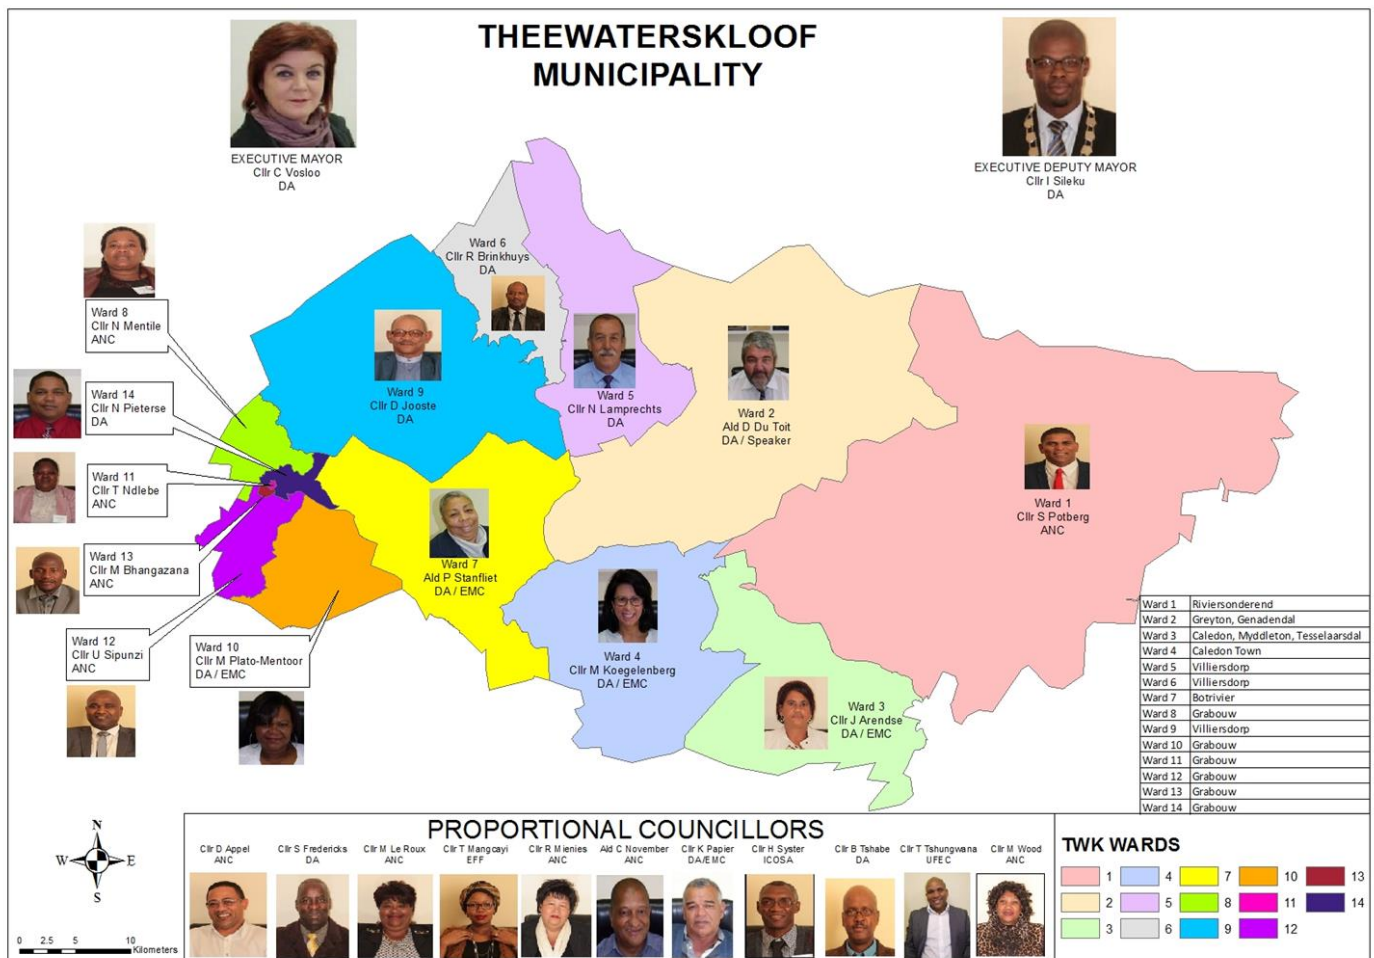 THEEWATERSKLOOF
MUNICIPALITY
EXECUTIVE MAYOR
Cllr C Vosloo
DA
EXECUTIVE DEPUTY MAYOR
Cllr I Sileku
DA
Ward 6
Cllr R Brinkhuys
DA
Ward 8
Cllr N Mentile
ANC
Ward 14
Cllr N Pieterse
DA
Ward 11
Cllr T Ndlebe
ANC
Ward 13
Cllr M Bhangazana
ANC
Ward 12
Cllr U Sipunzi
ANC
Ward 10
Cllr M Plato-Mentoor
DA / EMC
Ward 9
Cllr D Jooste
DA
Ward 5
Cllr N Lamprechts
DA
Ward 2
Ald D Du Toit
DA / Speaker
Ward 1
Cllr S Potberg
ANC
Ward 7
Ald P Stanfliet
DA / EMC
Ward 4
Cllr M Koegelenberg
DA / EMC
Ward 3
Cllr J Arendse
DA / EMC
Ward 1 Riviersonderend
Ward 2 Greyton, Genadendal
Ward 3 Caledon, Myddleton, Tesselaarsdal
Ward 4 Caledon Town
Ward 5 Villiersdorp
Ward 6 Villiersdorp
Ward 7 Botrivier
Ward 8 Grabouw
Ward 9 Villiersdorp
Ward 10 Grabouw
Ward 11 Grabouw
Ward 12 Grabouw
Ward 13 Grabouw
Ward 14 Grabouw
N
W E
S
0 2.5 5 10
Kilometers
PROPORTIONAL COUNCILLORS
Cllr D Appel
ANC
Cllr S Fredericks
DA
Cllr M Le Roux
ANC
Cllr T Mangcayi
EFF
Cllr R Mienies
ANC
Ald C November
ANC
Cllr K Papier
DA/EMC
Cllr H Syster
ICOSA
Cllr B Tshabe
DA
Cllr T Tshungwana
UFEC
Cllr M Wood
ANC
TWK WARDS
1 4 7 10 13
2 5 8 11 14
3 6 9 12